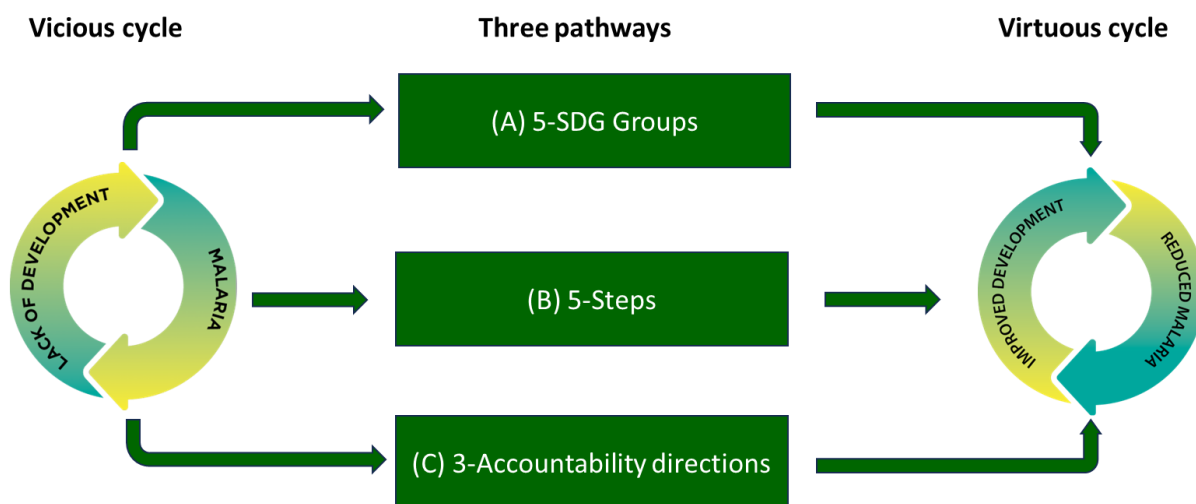 Vicious cycle
Three pathways
Virtuous cycle
(A) 5-SDG Groups
LACK OF DEVELOPMENT
MALARIA
(B) 5-Steps
IMPROVED DEVELOPMENT
REDUCED MALARIA
(C) 3-Accountability directions